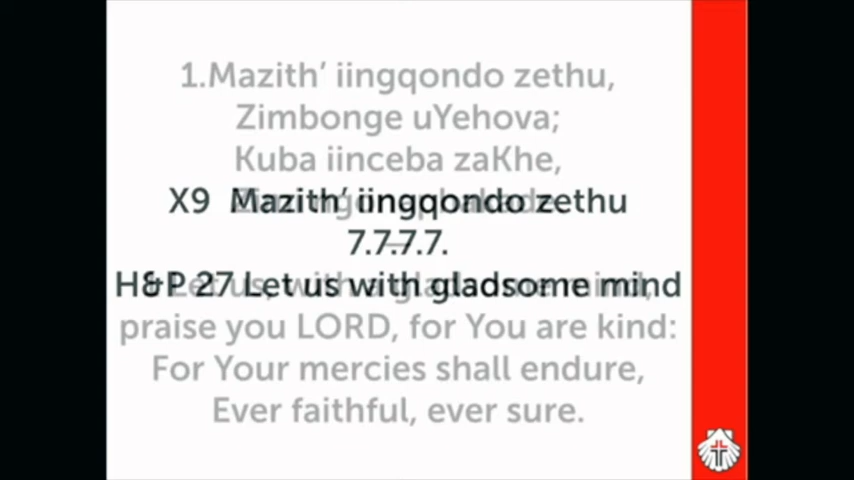 1.Mazith’ iingqondo zethu,
Zimbonge uYehova;
Kuba iinceba zaKhe,
X9 Mazith’ iingqondo zethu
7.7.7.7.
H&P 27 Let us with gladsome mind
praise you LORD, for You are kind:
For Your mercies shall endure,
Ever faithful, ever sure.